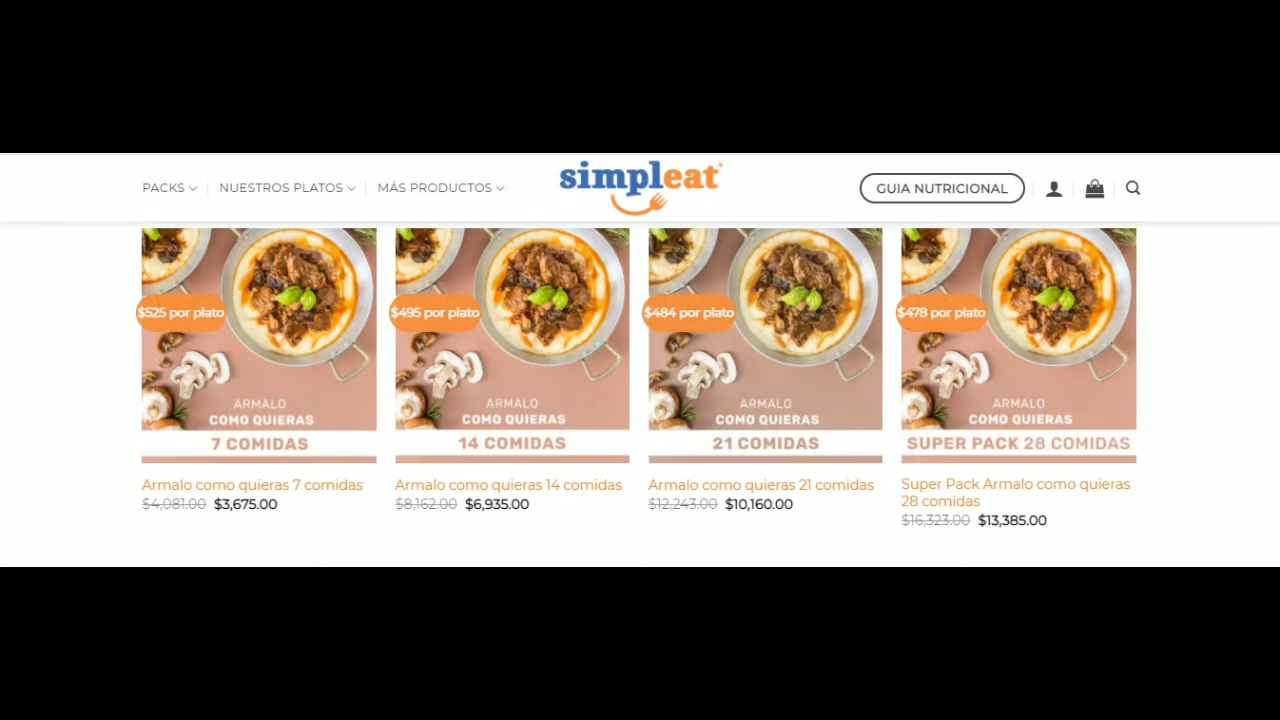 PACKS
NUESTROS PLATOS
MÁS PRODUCTOS
simpleat
GUIA NUTRICIONAL
$525 por plato
ARMALO
COMO QUIERAS
7 COMIDAS
Armalo como quieras 7 comidas
$4,081.00 $3,675.00
$495 por plato
ARMALO
COMO QUIERAS
14 COMIDAS
Armalo como quieras 14 comidas
$8,162.00 $6,935.00
$484 por plato
ARMALO
COMO QUIERAS
21 COMIDAS
Armalo como quieras 21 comidas
$12,243.00 $10,160.00
$478 por plato
ARMALO
COMO QUIERAS
SUPER PACK 28 COMIDAS
Super Pack Armalo como quieras
28 comidas
$16,323.00 $13,385.00